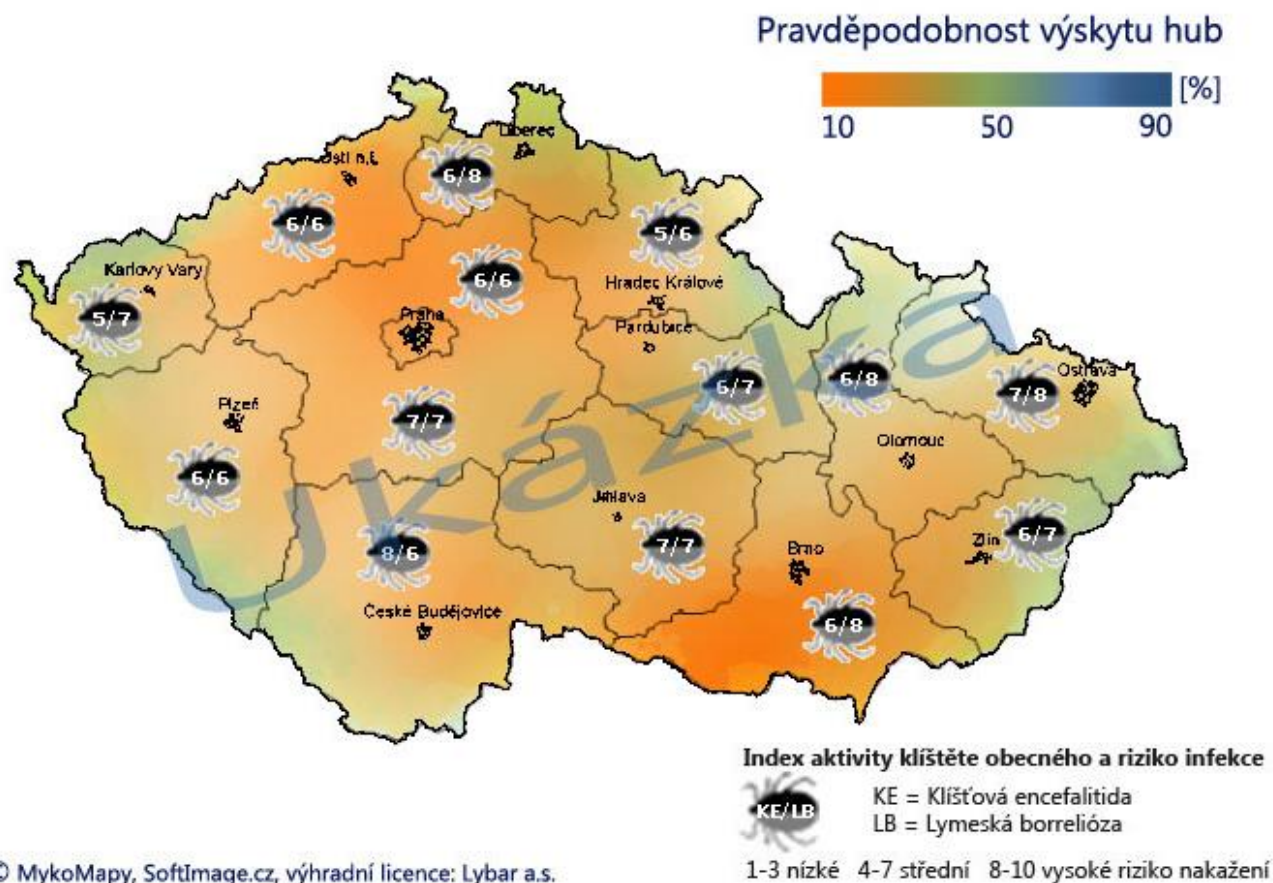 Pravděpodobnost výskytu hub
[%]
10 50 90
Liberec
Ústí n.L
6/8
6/6
5/6
Karlovy Vary
6/6
Hradec Králové
5/7
Praha
Pardubice
6/7
6/8
Ostrava
7/8
Plzeň
7/7
Olomouc
6/6
Ukázka
Jihlava
8/6
7/7
Brno
Zlín
6/7
České Budějovice
6/8
Index aktivity klíštěte obecného a riziko infekce
KE/LB
KE = Klíšťová encefalitida
LB = Lymeská borrelióza
1-3 nízké 4-7 střední 8-10 vysoké riziko nakažení
© MykoMapy, SoftImage.cz, výhradní licence: Lybar a.s.